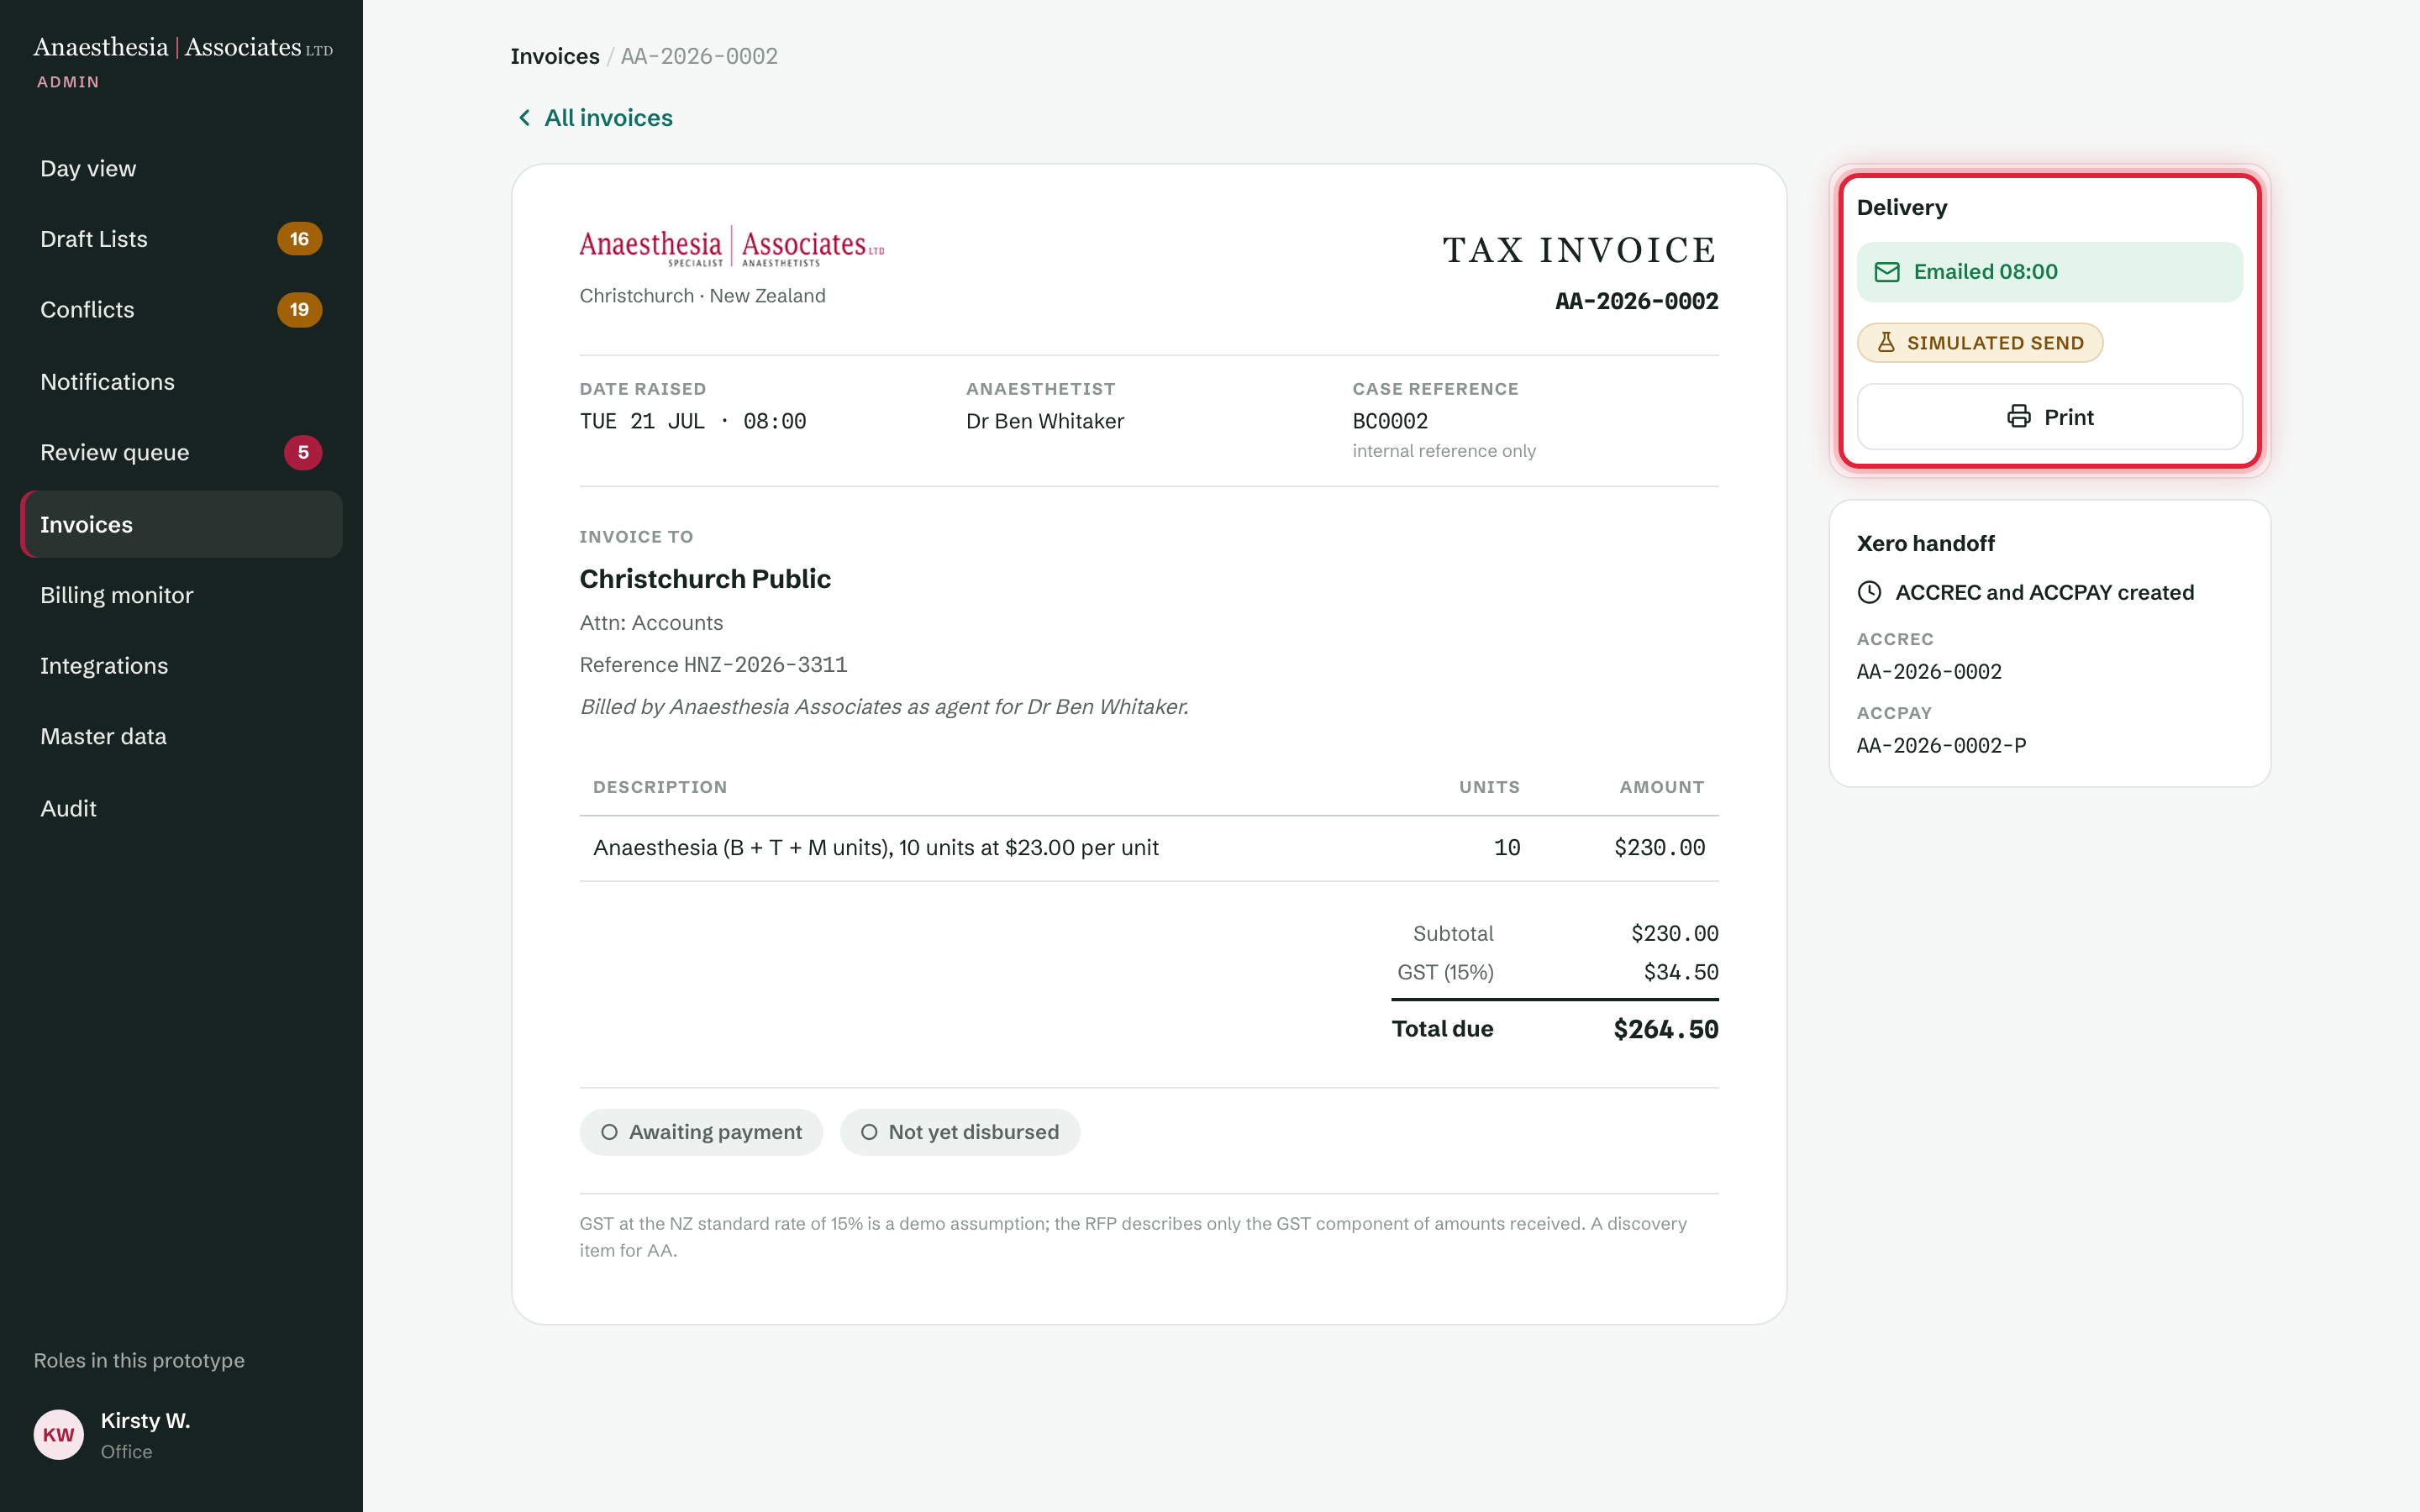 Anaesthesia | Associates LTD
ADMIN
Day view
Draft Lists 16
Conflicts 19
Notifications
Review queue 5
Invoices
Billing monitor
Integrations
Master data
Audit
Roles in this prototype
KW
Kirsty W.
Office
Invoices / AA-2026-0002
All invoices
Anaesthesia | Associates LTD
SPECIALIST ANAESTHETISTS
Christchurch · New Zealand
TAX INVOICE
AA-2026-0002
DATE RAISED
TUE 21 JUL · 08:00
ANAESTHETIST
Dr Ben Whitaker
CASE REFERENCE
BC0002
internal reference only
INVOICE TO
Christchurch Public
Attn: Accounts
Reference HNZ-2026-3311
Billed by Anaesthesia Associates as agent for Dr Ben Whitaker.
DESCRIPTION UNITS AMOUNT
Anaesthesia (B + T + M units), 10 units at $23.00 per unit 10 $230.00
Subtotal $230.00
GST (15%) $34.50
Total due $264.50
Awaiting payment Not yet disbursed
GST at the NZ standard rate of 15% is a demo assumption; the RFP describes only the GST component of amounts received. A discovery
item for AA.
Delivery
Emailed 08:00
SIMULATED SEND
Print
Xero handoff
ACCREC and ACCPAY created
ACCREC
AA-2026-0002
ACCPAY
AA-2026-0002-P